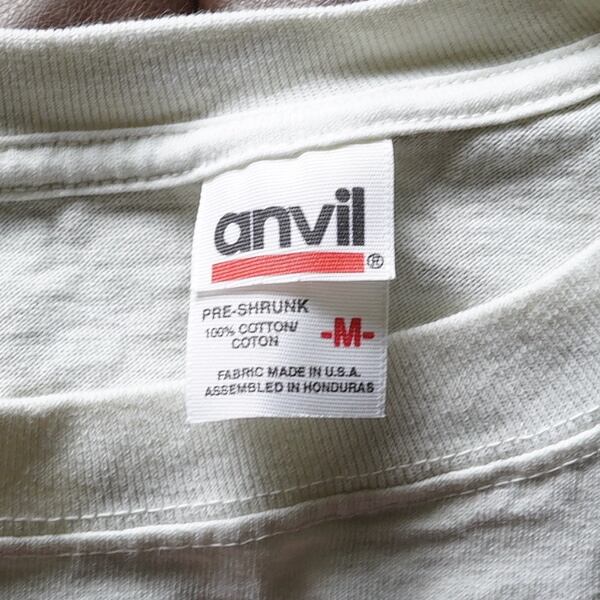 anvil®
PRE-SHRUNK
100% COTTON/
COTON
-M-
FABRIC MADE IN U.S.A.
ASSEMBLED IN HONDURAS